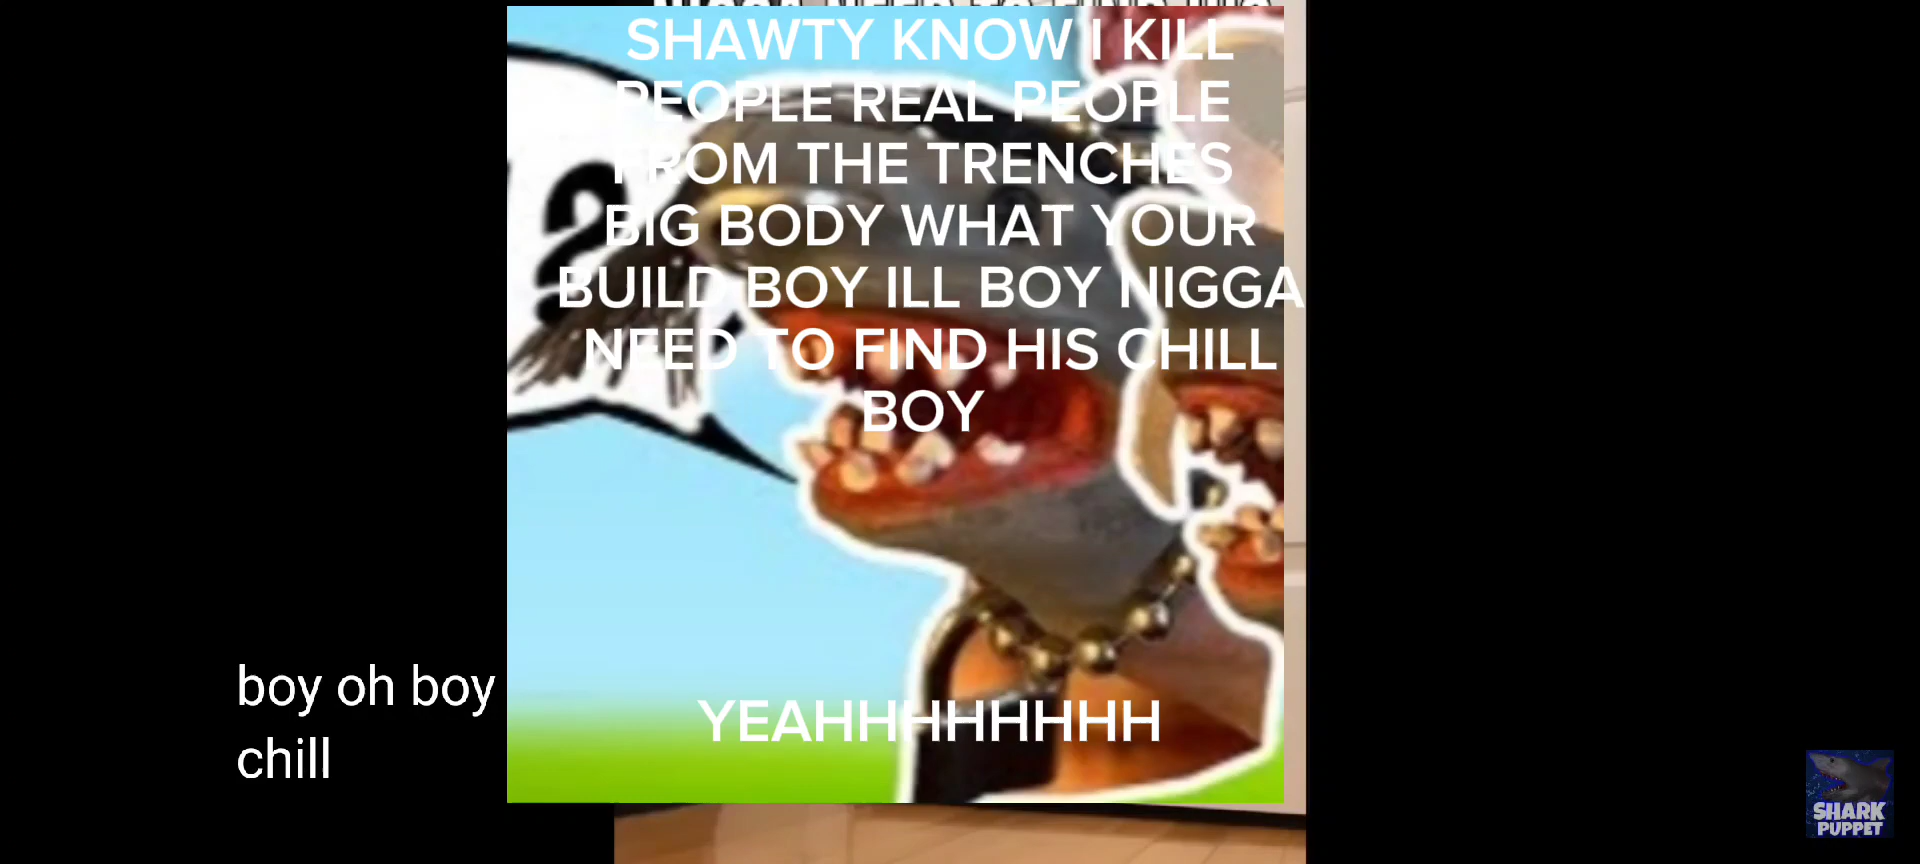 SHAWTY KNOW I KILL
PEOPLE REAL PEOPLE
FROM THE TRENCHES
BIG BODY WHAT YOUR
BUILD BOY ILL BOY NIGGA
NEED TO FIND HIS CHILL
BOY
2
boy oh boy
chill
YEAHHHHHHHH
SHARK
PUPPET